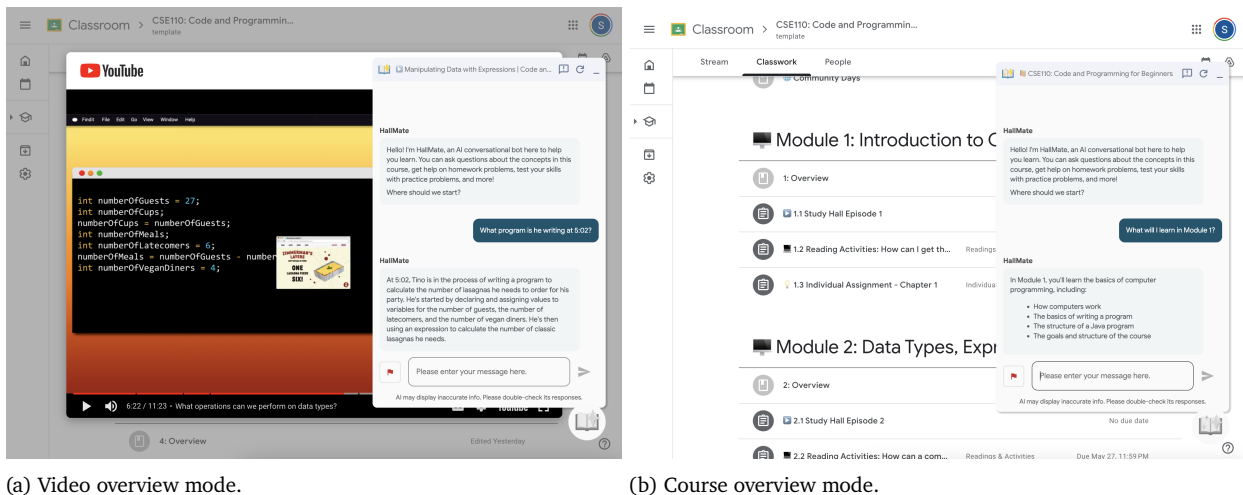 Classroom > CSE110: Code and Programmin...
template
S
YouTube
Manipulating Data with Expressions | Code an...
Findit File Edit Go View Window Help
int numberOfGuests = 27;
int numberOfCups;
numberOfCups = numberOfGuests;
int numberOfMeals;
int numberOfLatecomers = 6;
numberOfMeals = numberOfGuests - number
int numberOfVeganDiners = 4;
ZIMMERMAN'S
LAYERS
ONE
SIX!
HallMate
Hello! I'm HallMate, an AI conversational bot here to help
you learn. You can ask questions about the concepts in this
course, get help on homework problems, test your skills
with practice problems, and more!
Where should we start?
What program is he writing at 5:02?
HallMate
At 5:02, Tino is in the process of writing a program to
calculate the number of lasagnas he needs to order for his
party. He's started by declaring and assigning values to
variables for the number of guests, the number of
latecomers, and the number of vegan diners. He's then
using an expression to calculate the number of classic
lasagnas he needs.
Please enter your message here.
AI may display inaccurate info. Please double-check its responses.
6:22 / 11:23 • What operations can we perform on data types?
YouTube
4: Overview
Edited Yesterday
(a) Video overview mode.
Classroom > CSE110: Code and Programmin...
template
S
Stream Classwork People
Community Days
Module 1: Introduction to C
1: Overview
1.1 Study Hall Episode 1
1.2 Reading Activities: How can I get th... Readings
1.3 Individual Assignment - Chapter 1 Individua
Module 2: Data Types, Expr
2: Overview
2.1 Study Hall Episode 2 No due date
2.2 Reading Activities: How can a com... Readings & Activities Due May 27, 11:59 PM
CSE110: Code and Programming for Beginners
HallMate
Hello! I'm HallMate, an AI conversational bot here to help
you learn. You can ask questions about the concepts in this
course, get help on homework problems, test your skills
with practice problems, and more!
Where should we start?
What will I learn in Module 1?
HallMate
In Module 1, you'll learn the basics of computer
programming, including:
• How computers work
• The basics of writing a program
• The structure of a Java program
• The goals and structure of the course
Please enter your message here.
AI may display inaccurate info. Please double-check its responses.
(b) Course overview mode.